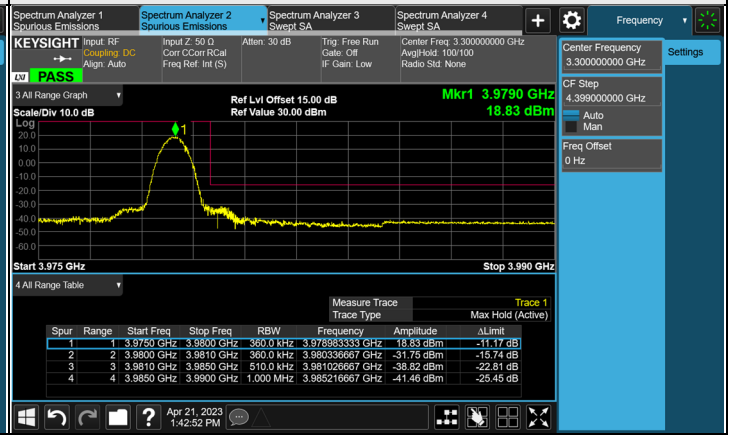 Spectrum Analyzer 1
Spurious Emissions
Spectrum Analyzer 2
Spurious Emissions
Spectrum Analyzer 3
Swept SA
Spectrum Analyzer 4
Swept SA
Frequency
KEYSIGHT
Input: RF
Coupling: DC
Align: Auto
Input Z: 50 Ω
Corr CCorr RCal
Freq Ref: Int (S)
Atten: 30 dB
Trig: Free Run
Gate: Off
IF Gain: Low
Center Freq: 3.300000000 GHz
Avg|Hold: 100/100
Radio Std: None
LXI
PASS
Center Frequency
3.300000000 GHz
Settings
CF Step
4.399000000 GHz
Auto
Man
Freq Offset
0 Hz
3 All Range Graph
Scale/Div 10.0 dB
Ref Lvl Offset 15.00 dB
Ref Value 30.00 dBm
Mkr1 3.9790 GHz
18.83 dBm
Log
1
20.0
10.0
0.00
-10.0
-20.0
-30.0
-40.0
-50.0
-60.0
Start 3.975 GHz
Stop 3.990 GHz
4 All Range Table
Measure Trace Trace 1
Trace Type Max Hold (Active)
Spur Range Start Freq Stop Freq RBW Frequency Amplitude ΔLimit
1 1 3.9750 GHz 3.9800 GHz 360.0 kHz 3.978983333 GHz 18.83 dBm -11.17 dB
2 2 3.9800 GHz 3.9810 GHz 360.0 kHz 3.980336667 GHz -31.75 dBm -15.74 dB
3 3 3.9810 GHz 3.9850 GHz 510.0 kHz 3.981026667 GHz -38.82 dBm -22.81 dB
4 4 3.9850 GHz 3.9900 GHz 1.000 MHz 3.985216667 GHz -41.46 dBm -25.45 dB
?
Apr 21, 2023
1:42:52 PM